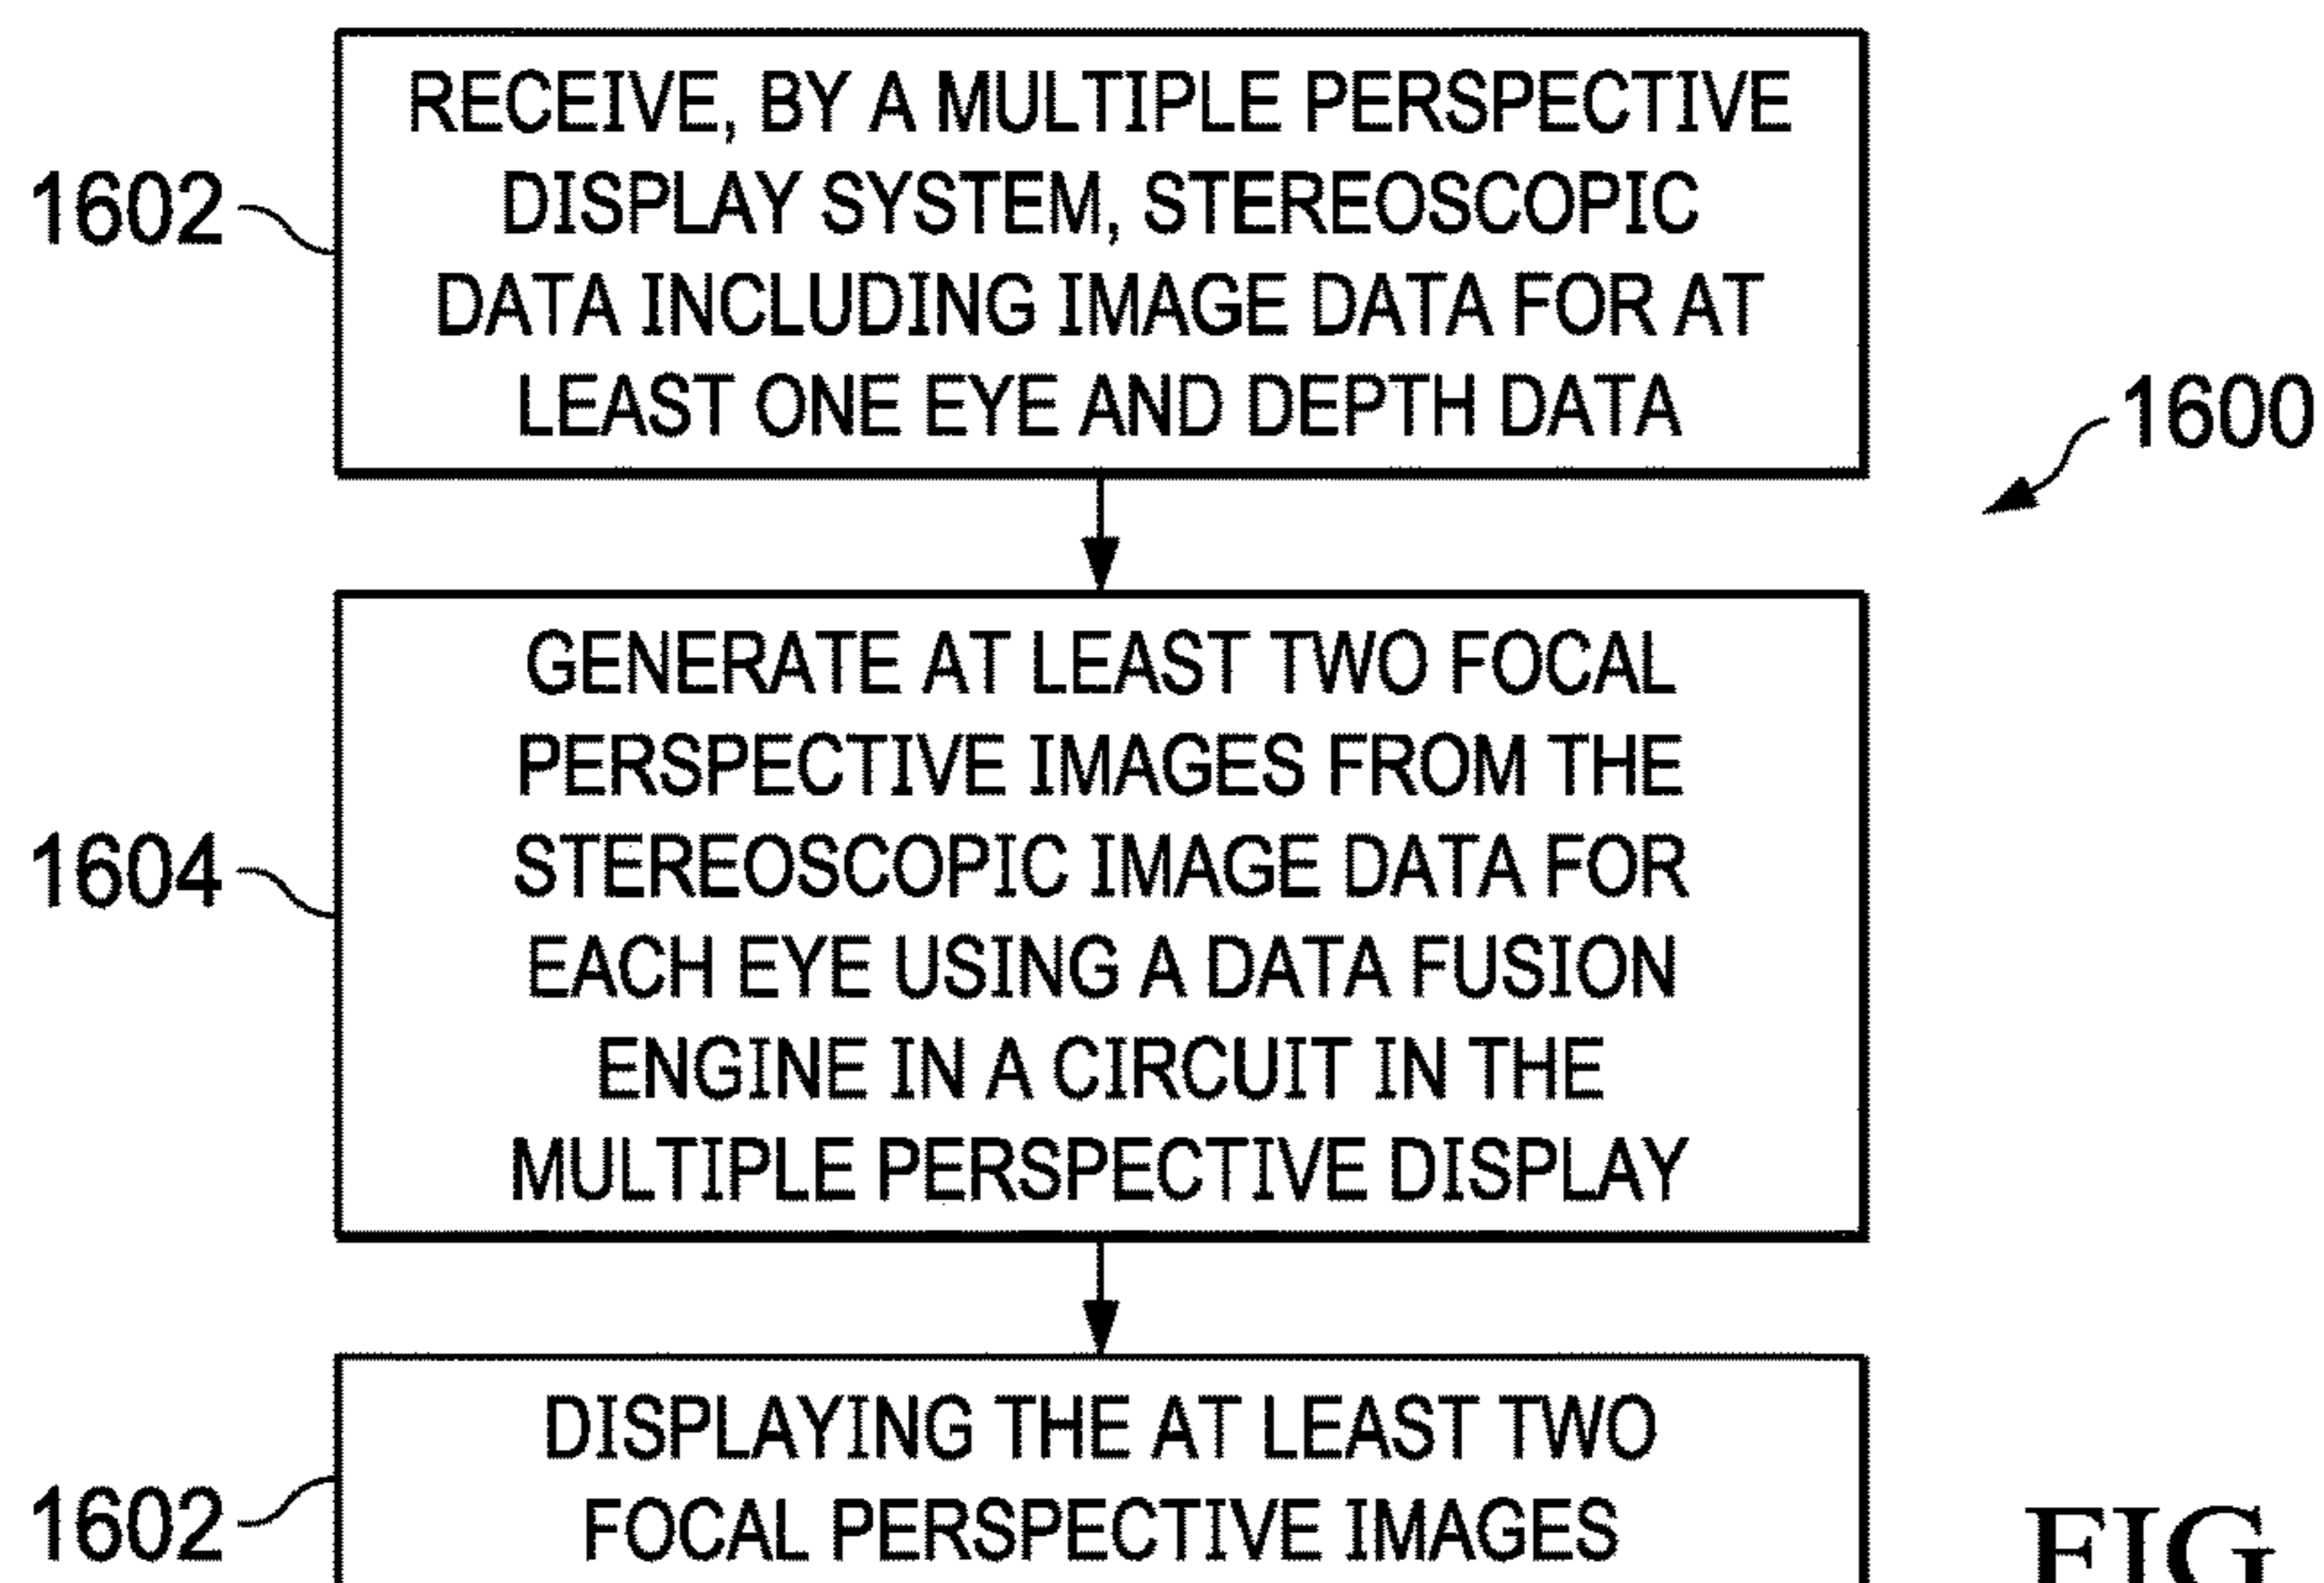 RECEIVE, BY A MULTIPLE PERSPECTIVE
DISPLAY SYSTEM, STEREOSCOPIC
DATA INCLUDING IMAGE DATA FOR AT
LEAST ONE EYE AND DEPTH DATA
1602
1600
GENERATE AT LEAST TWO FOCAL
PERSPECTIVE IMAGES FROM THE
STEREOSCOPIC IMAGE DATA FOR
EACH EYE USING A DATA FUSION
ENGINE IN A CIRCUIT IN THE
MULTIPLE PERSPECTIVE DISPLAY
1604
DISPLAYING THE AT LEAST TWO
FOCAL PERSPECTIVE IMAGES
1602
FIG